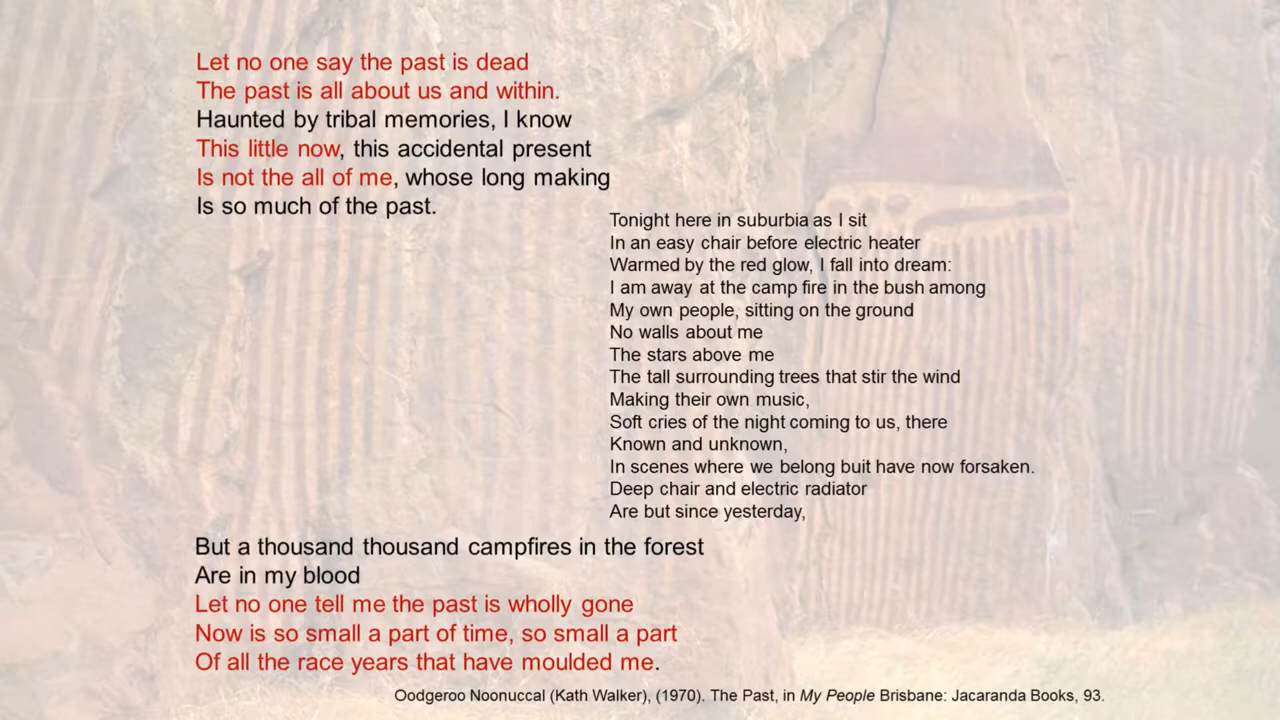 Let no one say the past is dead
The past is all about us and within.
Haunted by tribal memories, I know
This little now, this accidental present
Is not the all of me, whose long making
Is so much of the past.
Tonight here in suburbia as I sit
In an easy chair before electric heater
Warmed by the red glow, I fall into dream:
I am away at the camp fire in the bush among
My own people, sitting on the ground
No walls about me
The stars above me
The tall surrounding trees that stir the wind
Making their own music,
Soft cries of the night coming to us, there
Known and unknown,
In scenes where we belong buit have now forsaken.
Deep chair and electric radiator
Are but since yesterday,
But a thousand thousand campfires in the forest
Are in my blood
Let no one tell me the past is wholly gone
Now is so small a part of time, so small a part
Of all the race years that have moulded me.
Oodgeroo Noonuccal (Kath Walker), (1970). The Past, in My People Brisbane: Jacaranda Books, 93.